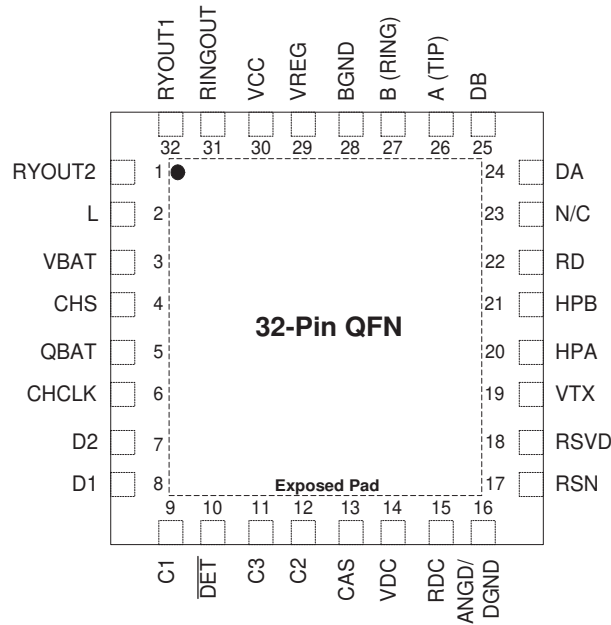 RYOUT1
RINGOUT
VCC
VREG
BGND
B (RING)
A (TIP)
DB
32 31 30 29 28 27 26 25
RYOUT2 1
L 2
VBAT 3
CHS 4
QBAT 5
CHCLK 6
D2 7
D1 8
24 DA
23 N/C
22 RD
21 HPB
20 HPA
19 VTX
18 RSVD
17 RSN
32-Pin QFN
Exposed Pad
9 10 11 12 13 14 15 16
C1
DET
C3
C2
CAS
VDC
RDC
ANGD/
DGND